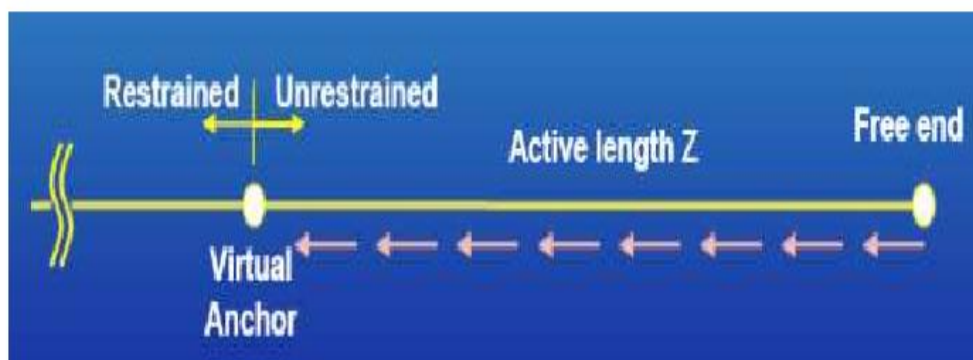 Restrained Unrestrained
Active length Z
Free end
Virtual
Anchor